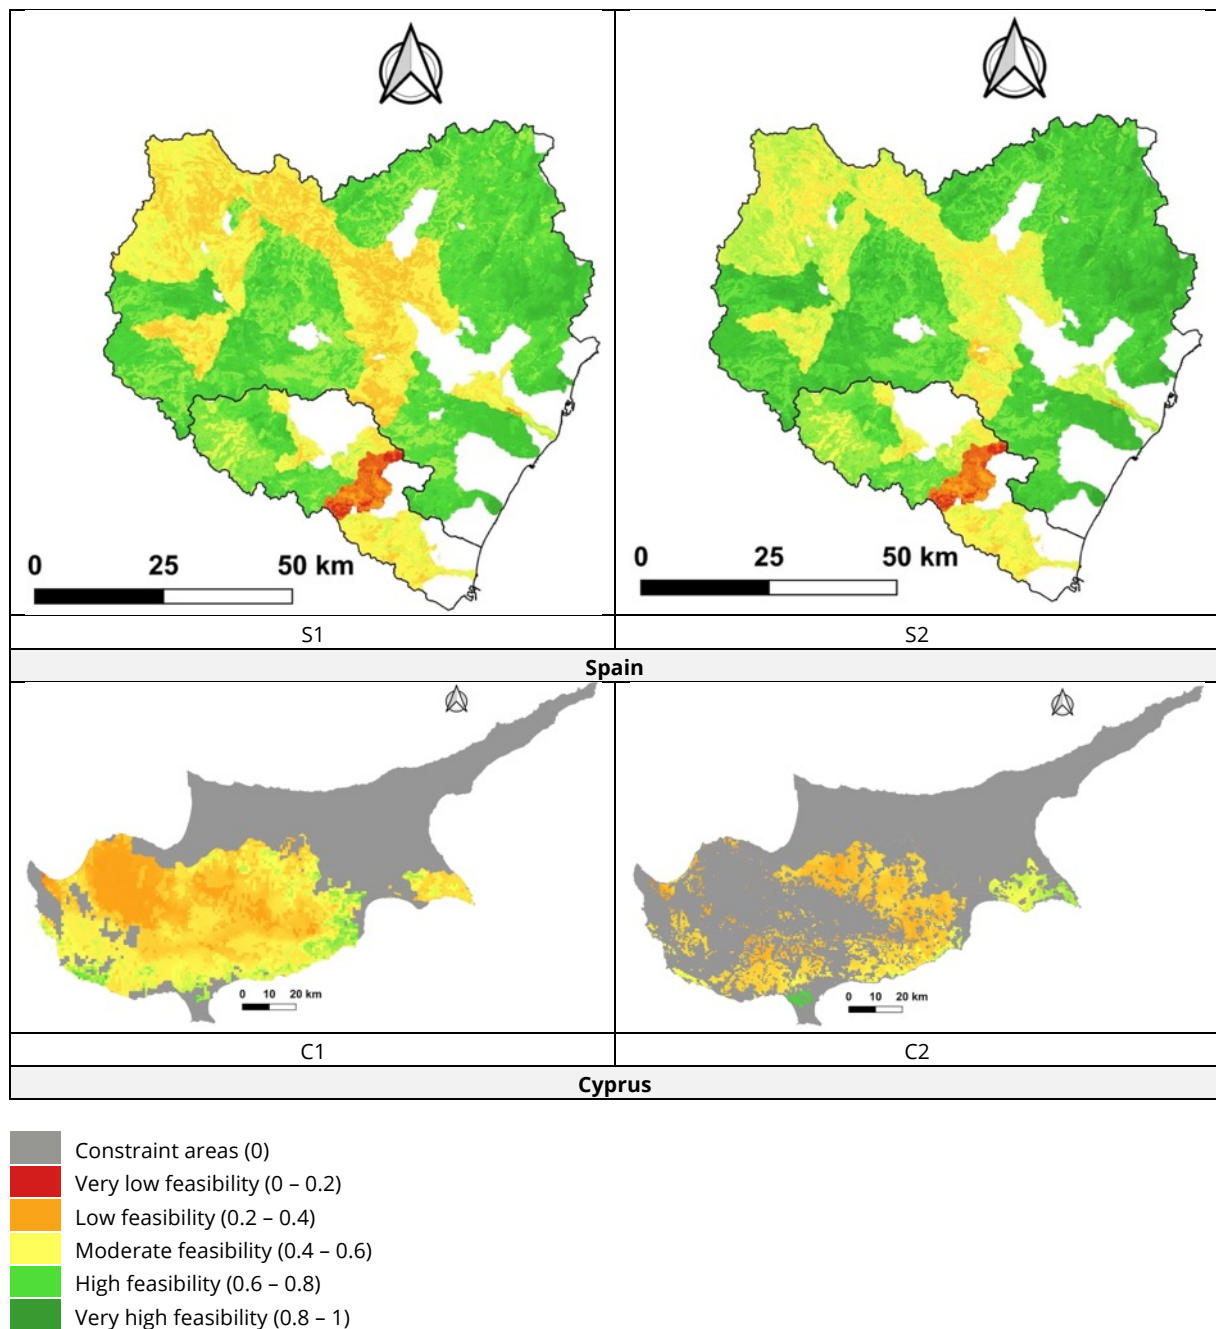 0 25 50 km
0 25 50 km
S1
S2
Spain
0 10 20 km
0 10 20 km
C1
C2
Cyprus
Constraint areas (0)
Very low feasibility (0 – 0.2)
Low feasibility (0.2 – 0.4)
Moderate feasibility (0.4 – 0.6)
High feasibility (0.6 – 0.8)
Very high feasibility (0.8 – 1)